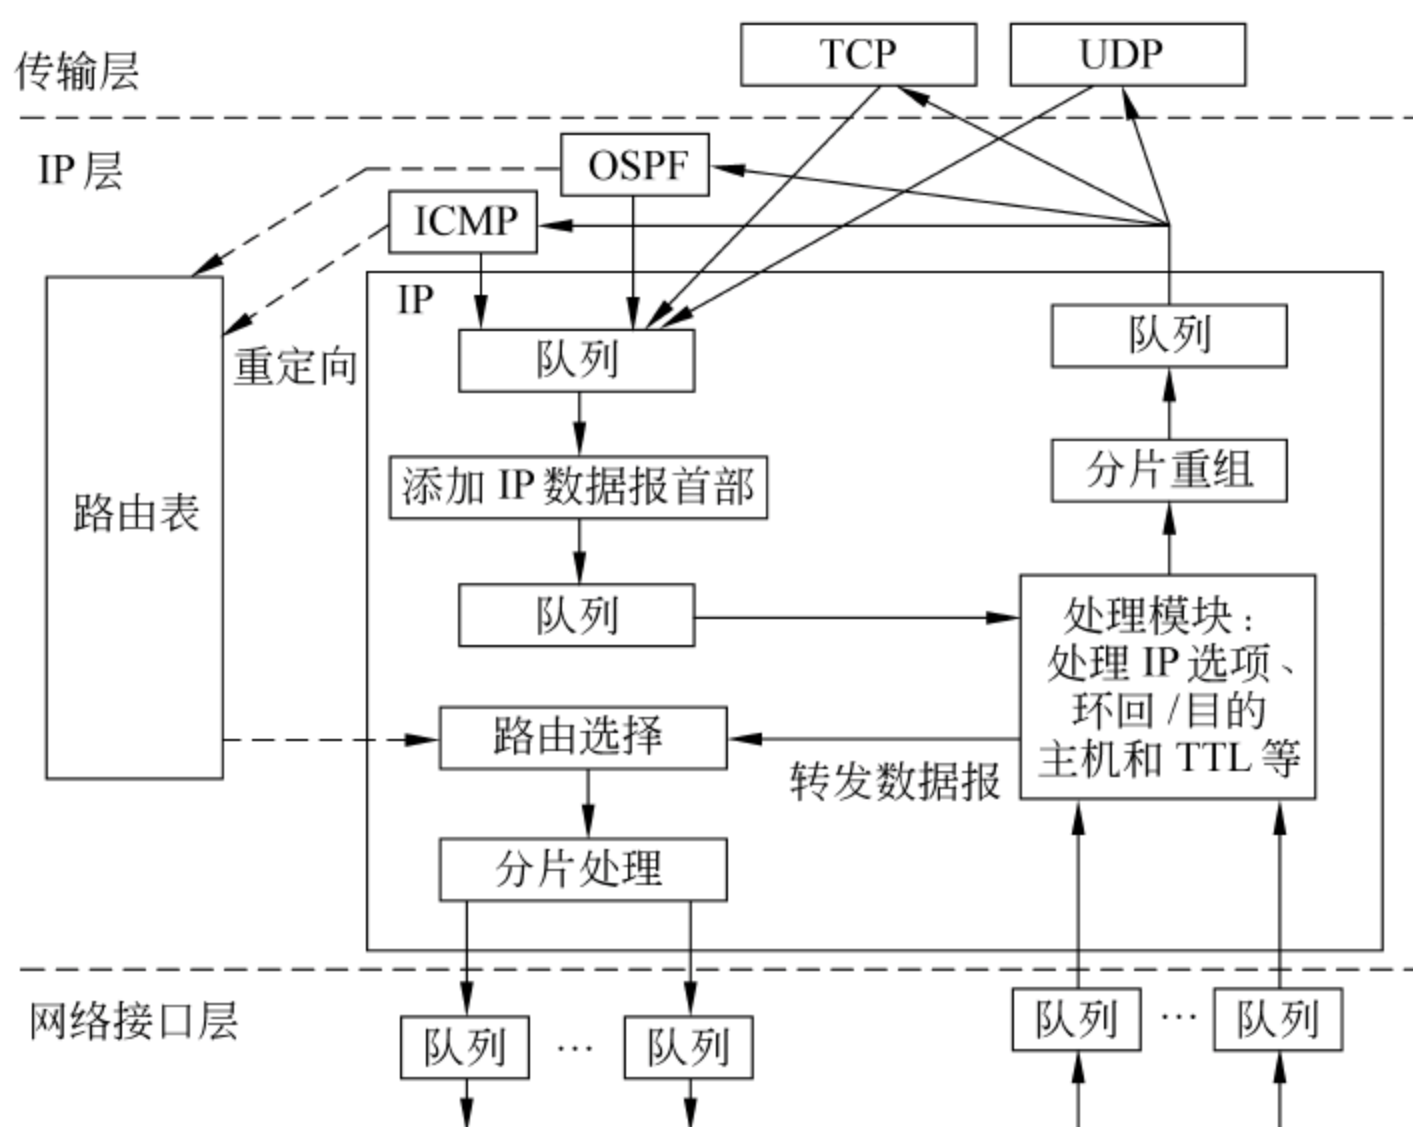 TCP
UDP
传输层
IP层
OSPF
ICMP
IP
队列
队列
重定向
添加 IP 数据报首部
分片重组
路由表
队列
处理模块：
处理 IP 选项、
环回 /目的
主机和 TTL 等
路由选择
转发数据报
分片处理
网络接口层
队列
…
队列
队列
…
队列